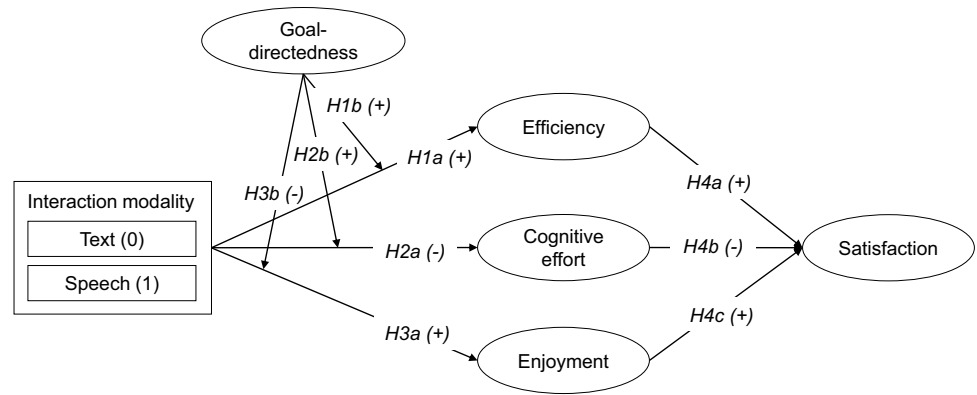 Goal-
directedness
H1b (+)
Efficiency
H2b (+)
H1a (+)
H4a (+)
H3b (-)
Interaction modality
Text (0)
Speech (1)
H2a (-)
Cognitive
effort
H4b (-)
Satisfaction
H3a (+)
H4c (+)
Enjoyment